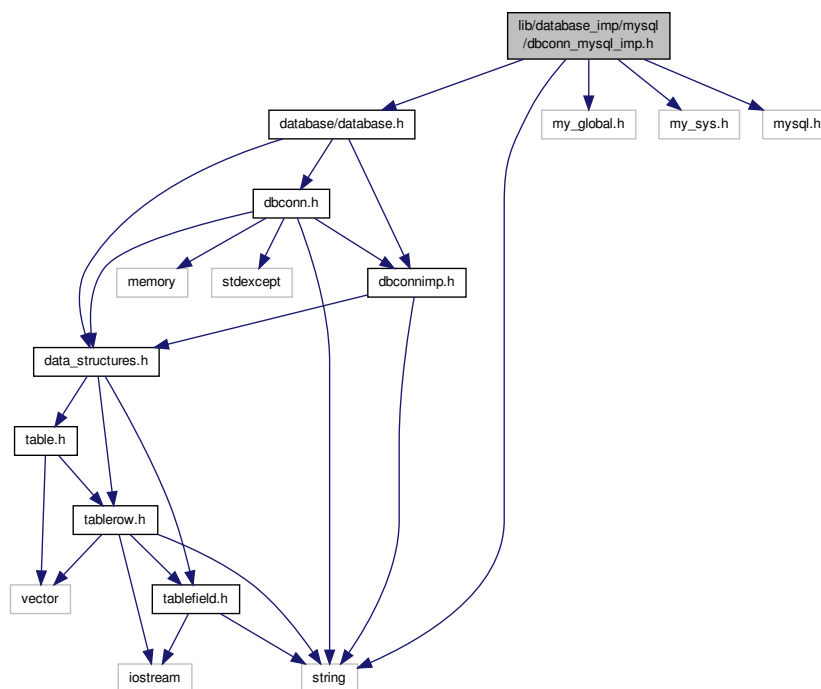 lib/database_imp/mysql
/dbconn_mysql_imp.h
database/database.h
my_global.h
my_sys.h
mysql.h
dbconn.h
memory
stdexcept
dbconnimp.h
data_structures.h
table.h
tablerow.h
vector
tablefield.h
iostream
string